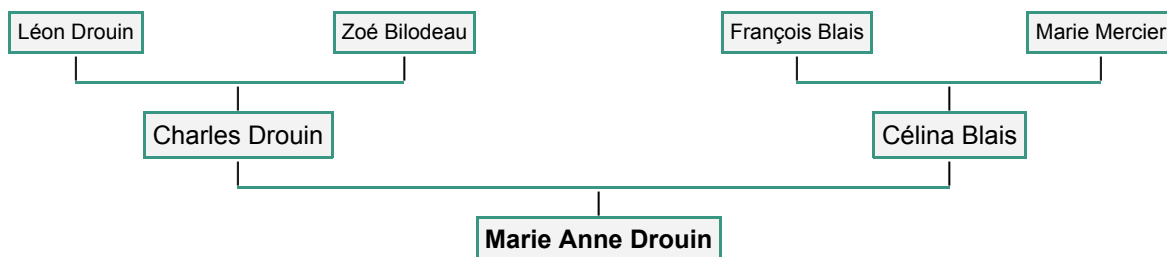 Léon Drouin
Zoé Bilodeau
François Blais
Marie Mercier
Charles Drouin
Célina Blais
Marie Anne Drouin